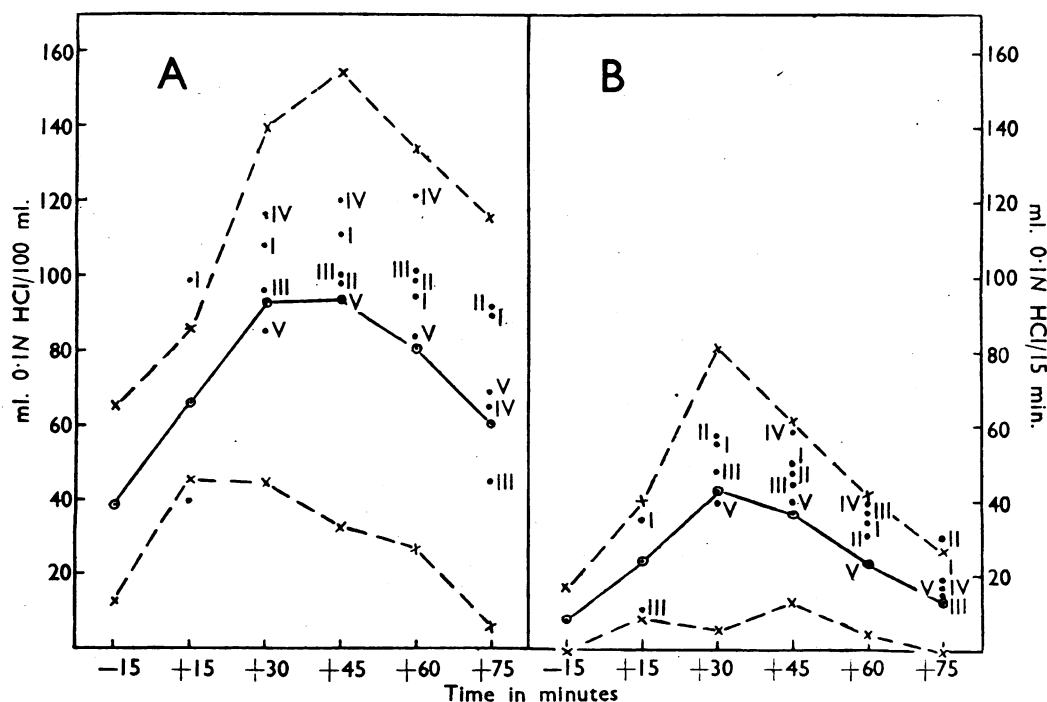 A
B
160
140
120
100
80
60
40
20
ml. 0·1N HCl/100 ml.
IV
I
III
V
I
IV
I
III
II
V
IV
III
II
I
V
II
I
V
IV
III
−15
+15
+30
+45
+60
+75
II
I
III
V
I
III
IV
I
II
III
V
IV
III
I
II
V
II
I
V
IV
III
−15
+15
+30
+45
+60
+75
160
140
120
100
80
60
40
20
ml. 0·1N HCl/15 min.
Time in minutes